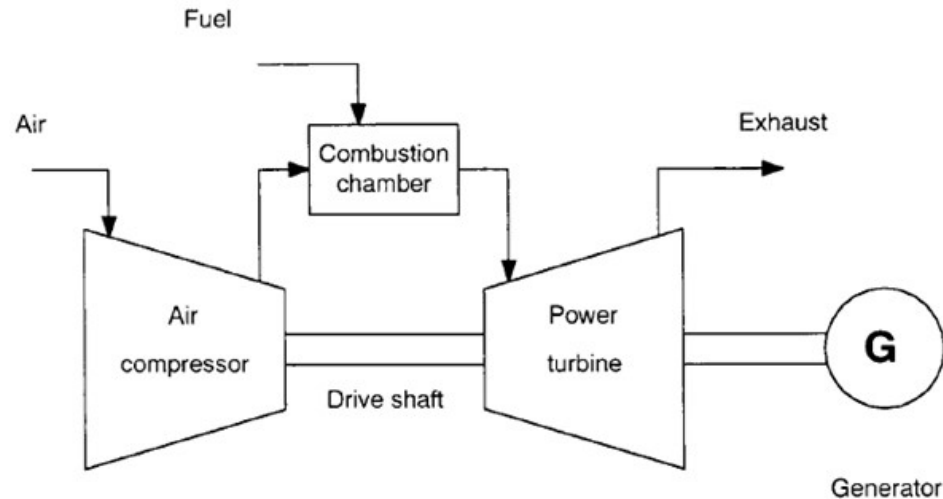 Fuel
Air
Exhaust
Combustion
chamber
Air
compressor
Power
turbine
G
Drive shaft
Generator